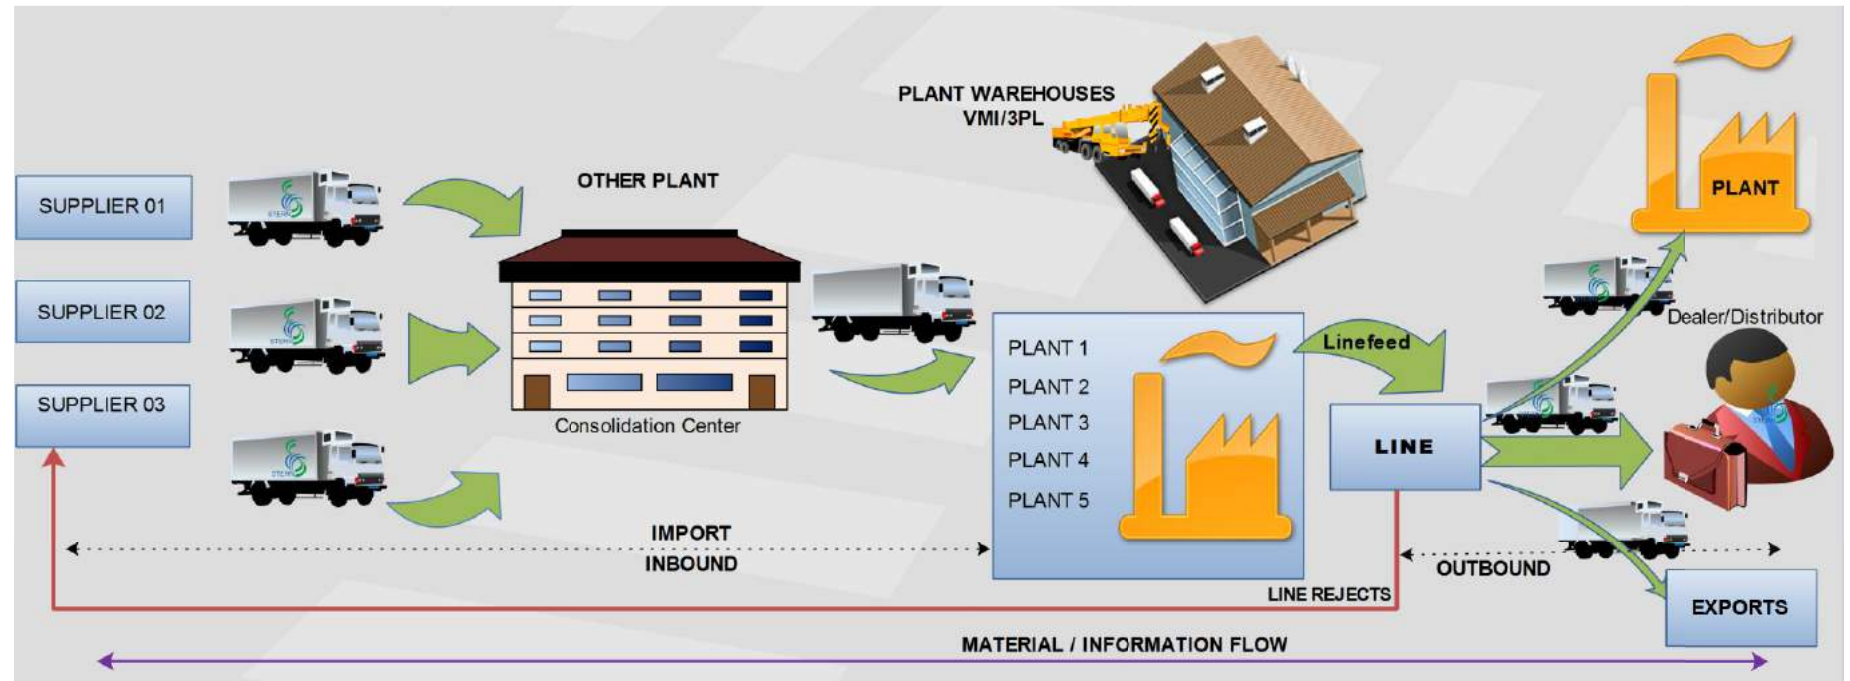 PLANT WAREHOUSES
VMI/3PL
OTHER PLANT
SUPPLIER 01
SUPPLIER 02
SUPPLIER 03
Consolidation Center
PLANT 1
PLANT 2
PLANT 3
PLANT 4
PLANT 5
Linefeed
LINE
PLANT
Dealer/Distributor
IMPORT
INBOUND
OUTBOUND
LINE REJECTS
EXPORTS
MATERIAL / INFORMATION FLOW